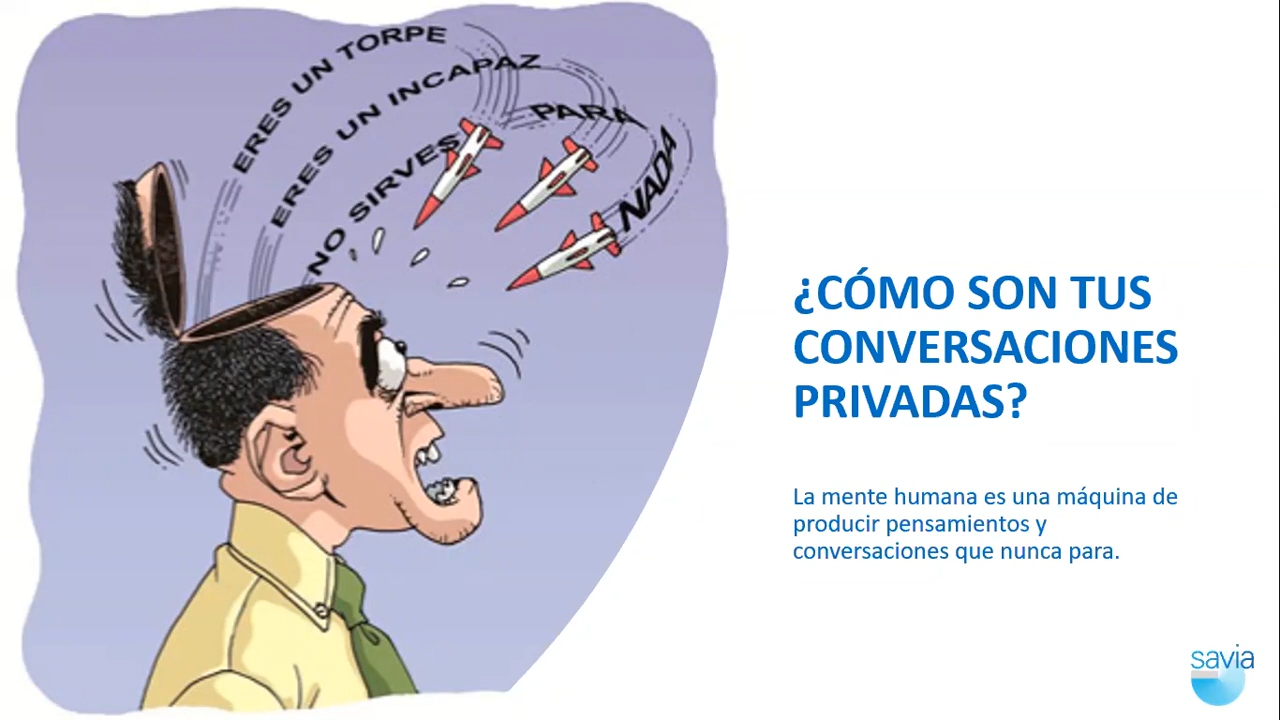 ERES UN TORPE
ERES UN INCAPAZ
NO SIRVES PARA NADA
¿CÓMO SON TUS
CONVERSACIONES
PRIVADAS?
La mente humana es una máquina de
producir pensamientos y
conversaciones que nunca para.
savia